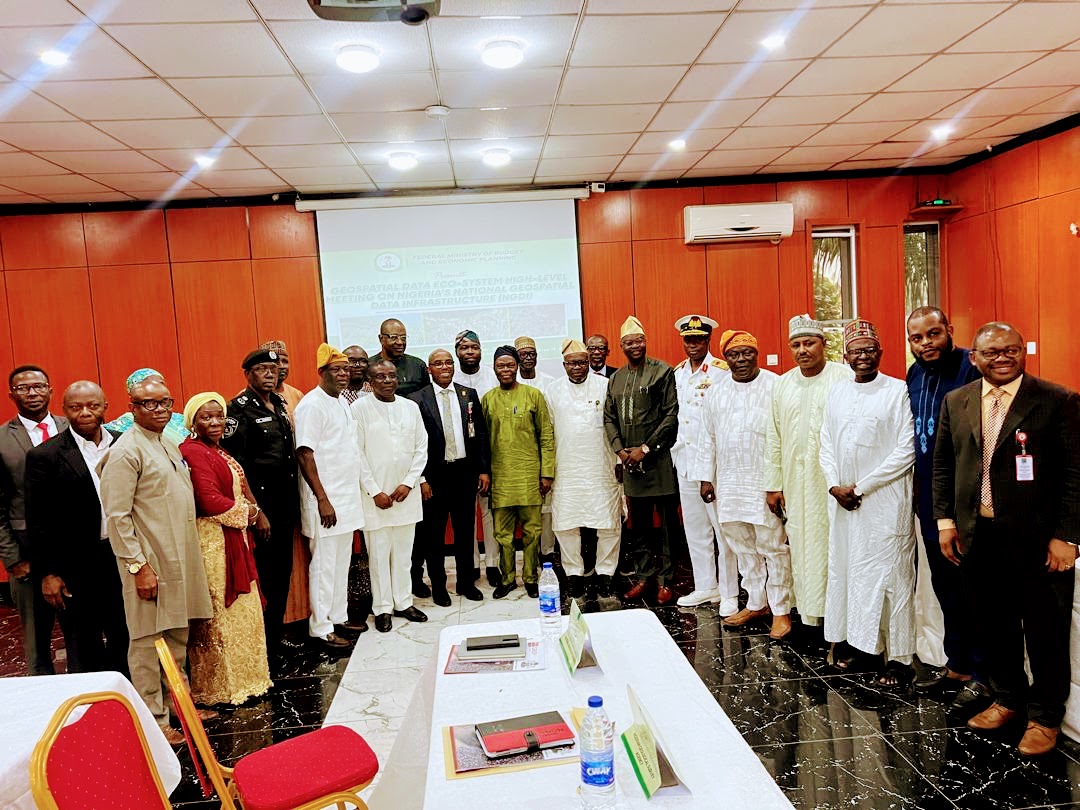 FEDERAL MINISTRY OF BUDGET
AND ECONOMIC PLANNING
Presents
GEOSPATIAL DATA ECO-SYSTEM HIGH-LEVEL
MEETING ON NIGERIA'S NATIONAL GEOSPATIAL
DATA INFRASTRUCTURE (NGDI)
CWAY